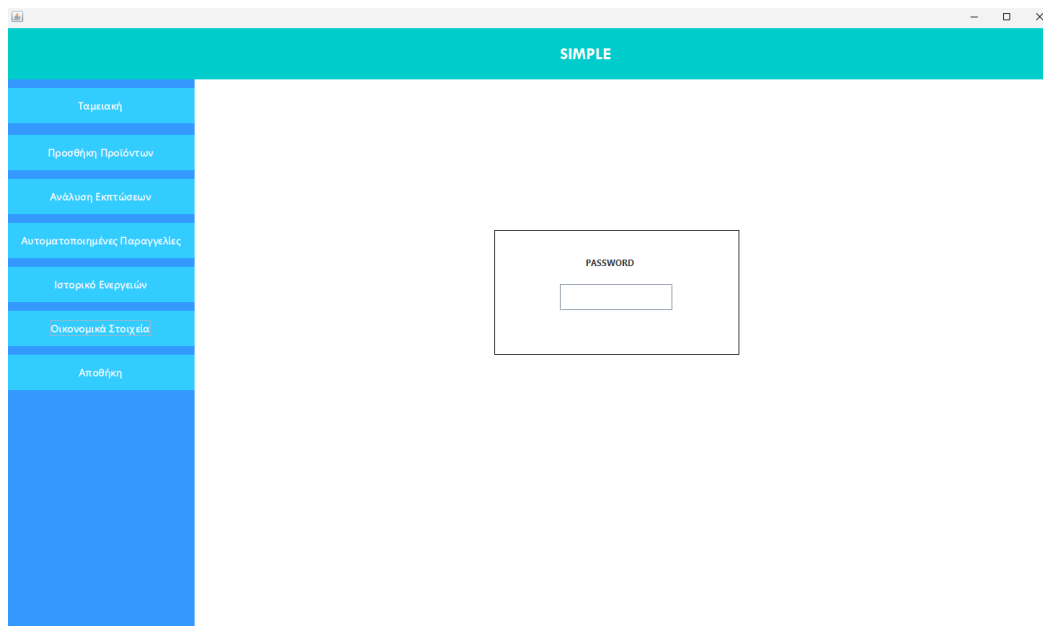 SIMPLE
Ταμειακή
Προσθήκη Προϊόντων
Ανάλυση Εκπτώσεων
Αυτοματοποιημένες Παραγγελίες
Ιστορικό Ενεργειών
Οικονομικά Στοιχεία
Αποθήκη
PASSWORD